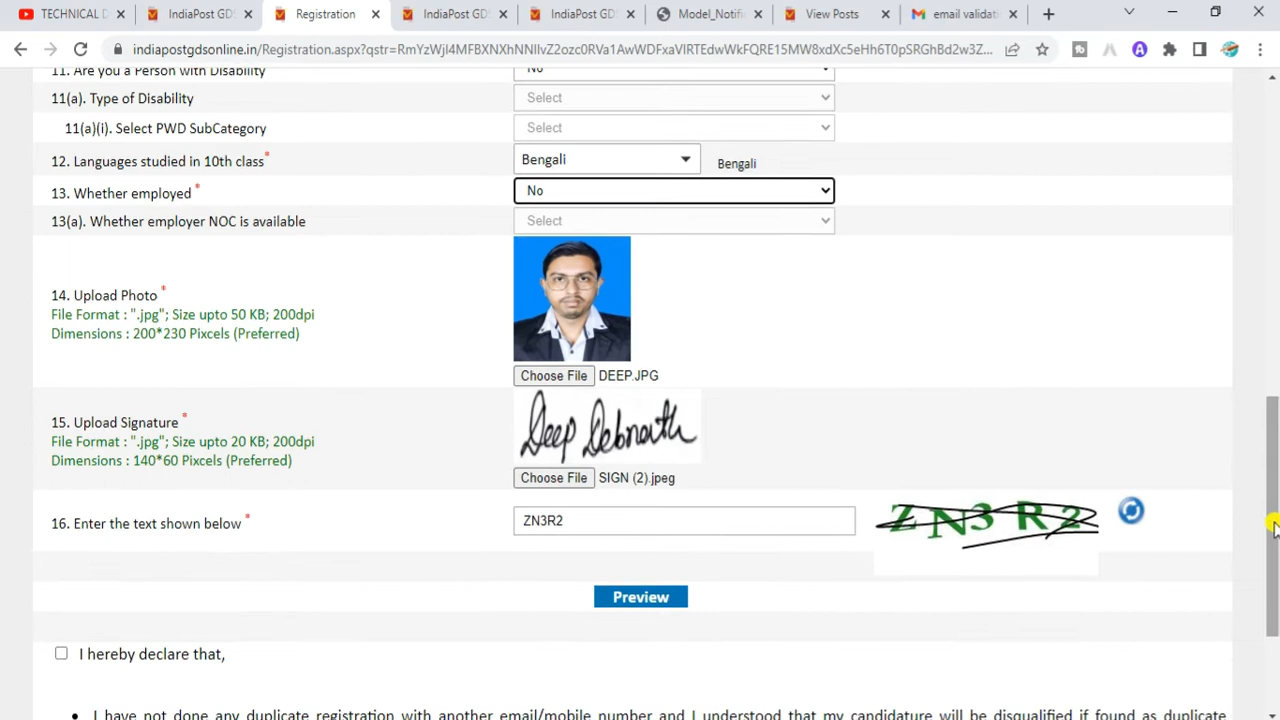 TECHNICAL D
IndiaPost GDS
Registration
IndiaPost GDS
IndiaPost GDS
Model_Notifi
View Posts
email validati
indiapostgdsonline.in/Registration.aspx?qstr=RmYzWjl4MFBXNXhNNllvZ2ozc0RVa1AwWDFxaVlRTEdwWkFQRE15MW8xdXc5eHh6T0pSRGhBd2w3Z...
11. Are you a Person with Disability
No
11(a). Type of Disability
Select
11(a)(i). Select PWD SubCategory
Select
12. Languages studied in 10th class*
Bengali
Bengali
13. Whether employed *
No
13(a). Whether employer NOC is available
Select
14. Upload Photo *
File Format : ".jpg"; Size upto 50 KB; 200dpi
Dimensions : 200*230 Pixcels (Preferred)
Choose File DEEP.JPG
15. Upload Signature *
File Format : ".jpg"; Size upto 20 KB; 200dpi
Dimensions : 140*60 Pixcels (Preferred)
Deep Debnath
Choose File SIGN (2).jpeg
16. Enter the text shown below *
ZN3R2
ZN3R2
Preview
I hereby declare that,
• I have not done any duplicate registration with another email/mobile number and I understood that my candidature will be disqualified if found as duplicate